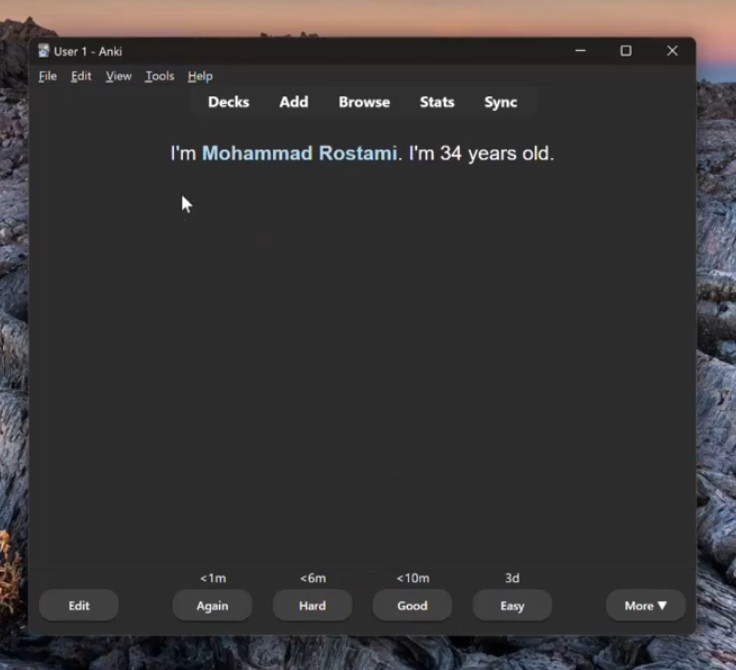 User 1 - Anki
File Edit View Tools Help
Decks Add Browse Stats Sync
I'm Mohammad Rostami. I'm 34 years old.
<1m <6m <10m 3d
Edit Again Hard Good Easy More ▼